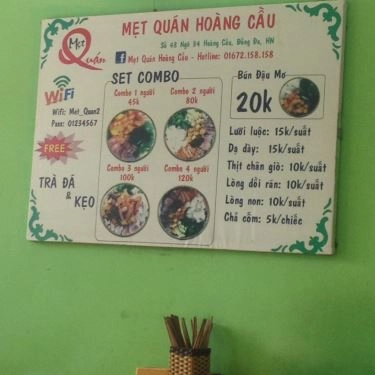 Mẹt
Quán
MẸT QUÁN HOÀNG CẦU
Số 48 Ngõ 34 Hoàng Cầu, Đống Đa, HN
f Mẹt Quán Hoàng Cầu - Hotline: 01672.158.158
WiFi
Wifi: Mẹt_Quan2
Pass: 01234567
FREE
TRÀ ĐÁ
& KẸO
SET COMBO
Combo 1 người
45k
Combo 2 người
80k
Combo 3 người
100k
Combo 4 người
120k
Bún Đậu Mơ
20k
Lưỡi luộc: 15k/suất
Dạ dày: 15k/suất
Thịt chân giò: 10k/suất
Lòng dồi rán: 10k/suất
Lòng non: 10k/suất
Chả cốm: 5k/chiếc